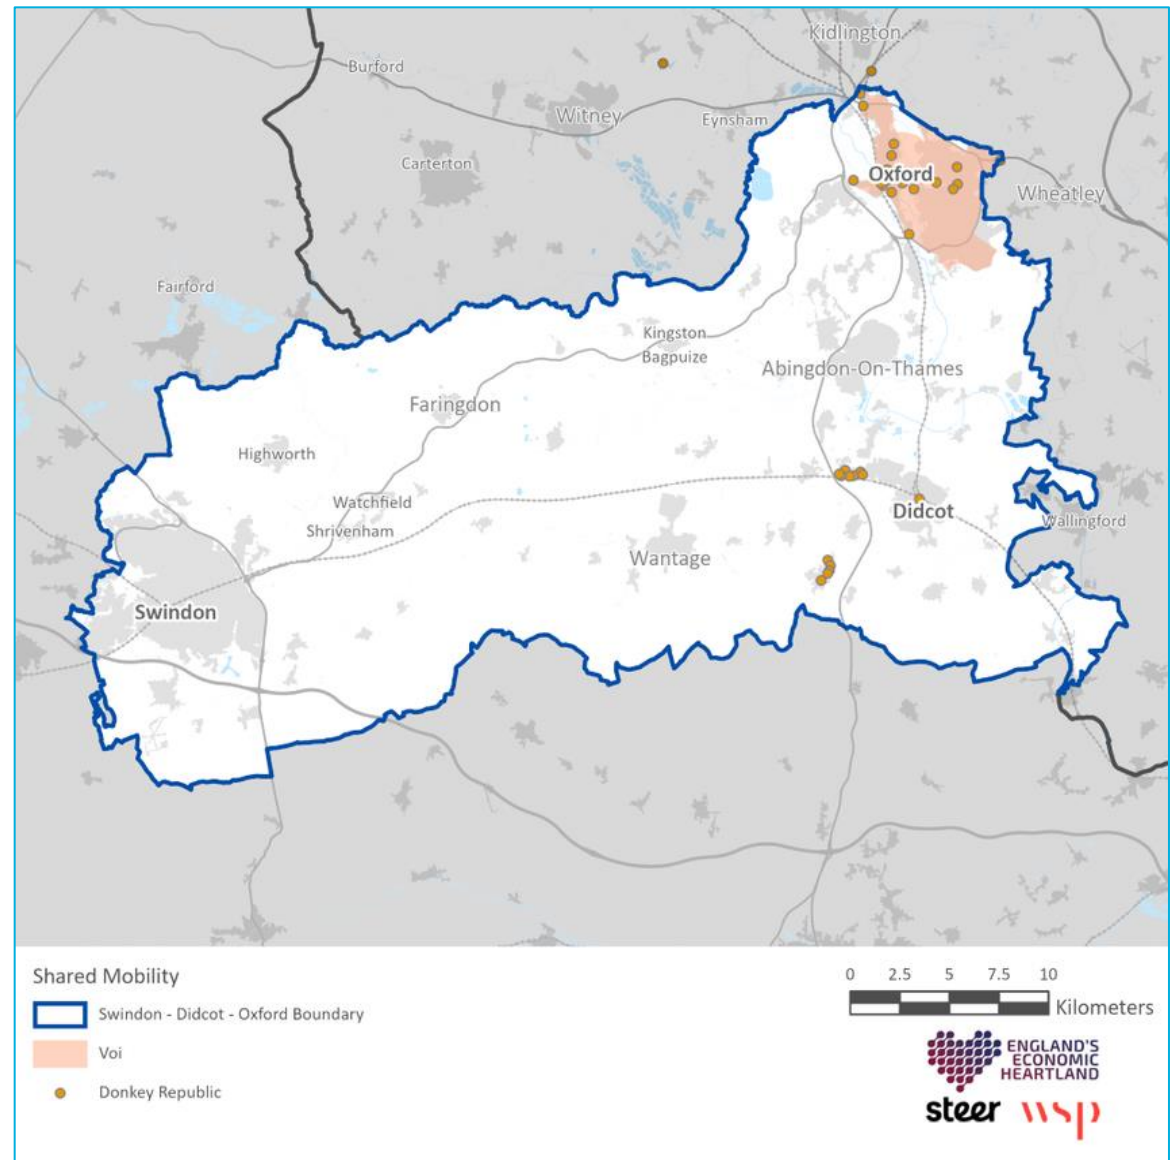 Kidlington
Burford
Witney
Eynsham
Carterton
Oxford
Wheatley
Fairford
Kingston
Bagpuize
Abingdon-On-Thames
Faringdon
Highworth
Watchfield
Shrivenham
Didcot
Wallingford
Wantage
Swindon
Shared Mobility
Swindon - Didcot - Oxford Boundary
Voi
Donkey Republic
0 2.5 5 7.5 10
Kilometers
ENGLAND'S
ECONOMIC
HEARTLAND
steer wsp